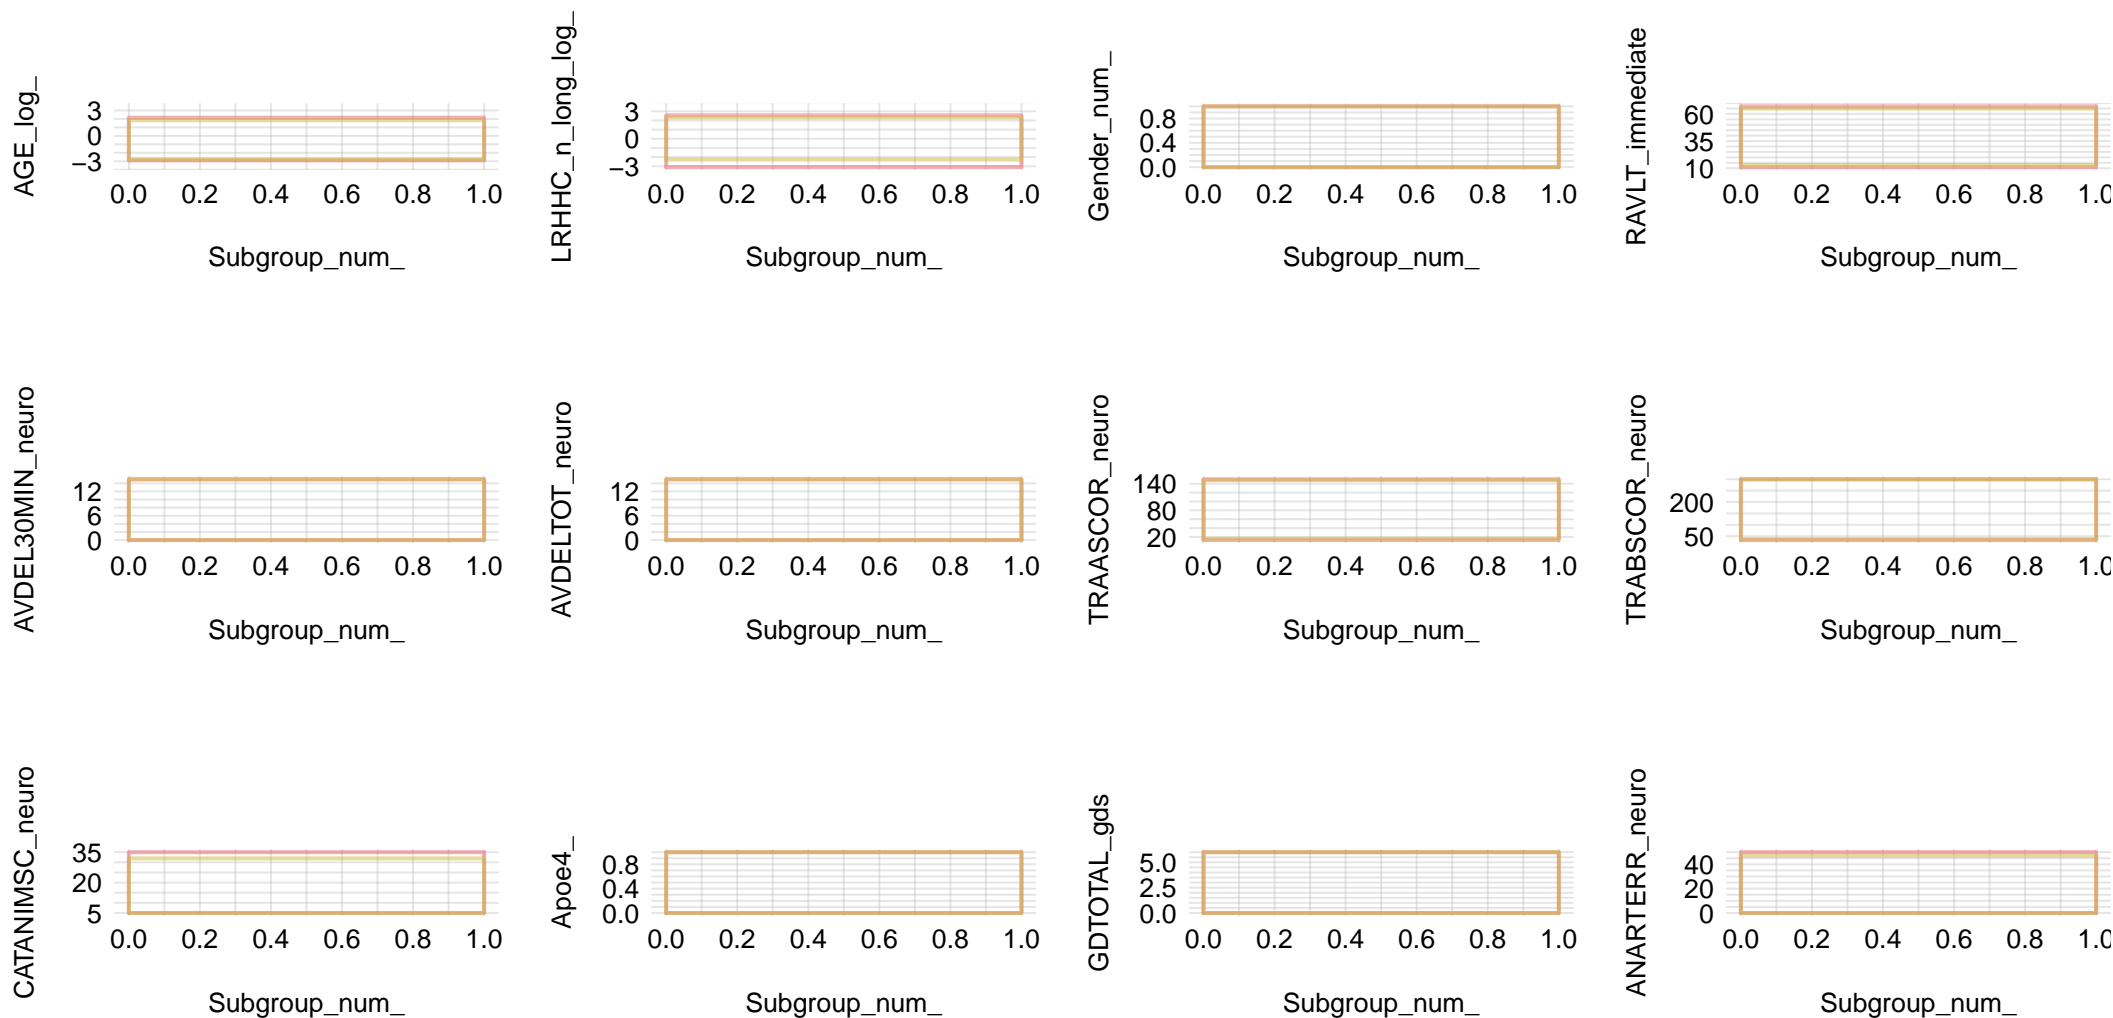 AGE_log_
3
0
−3
0.0 0.2 0.4 0.6 0.8 1.0
Subgroup_num_
LRHHC_n_long_log_
3
0
−3
0.0 0.2 0.4 0.6 0.8 1.0
Subgroup_num_
Gender_num_
0.8
0.4
0.0
0.0 0.2 0.4 0.6 0.8 1.0
Subgroup_num_
RAVLT_immediate
60
35
10
0.0 0.2 0.4 0.6 0.8 1.0
Subgroup_num_
AVDEL30MIN_neuro
12
6
0
0.0 0.2 0.4 0.6 0.8 1.0
Subgroup_num_
AVDELTOT_neuro
12
6
0
0.0 0.2 0.4 0.6 0.8 1.0
Subgroup_num_
TRAASCOR_neuro
140
80
20
0.0 0.2 0.4 0.6 0.8 1.0
Subgroup_num_
TRABSCOR_neuro
200
50
0.0 0.2 0.4 0.6 0.8 1.0
Subgroup_num_
CATANIMSC_neuro
35
20
5
0.0 0.2 0.4 0.6 0.8 1.0
Subgroup_num_
Apoe4_
0.8
0.4
0.0
0.0 0.2 0.4 0.6 0.8 1.0
Subgroup_num_
GDTOTAL_gds
5.0
2.5
0.0
0.0 0.2 0.4 0.6 0.8 1.0
Subgroup_num_
ANARTERR_neuro
40
20
0
0.0 0.2 0.4 0.6 0.8 1.0
Subgroup_num_